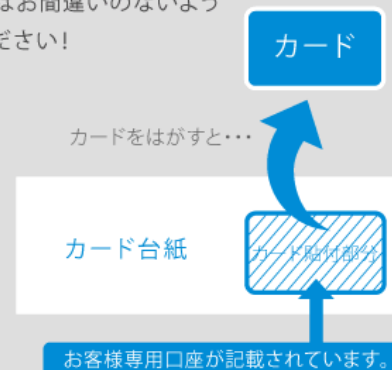 はお間違いのないよう
ださい!
カード
カードをはがすと・・・
カード台紙
カード貼付部分
お客様専用口座が記載されています。